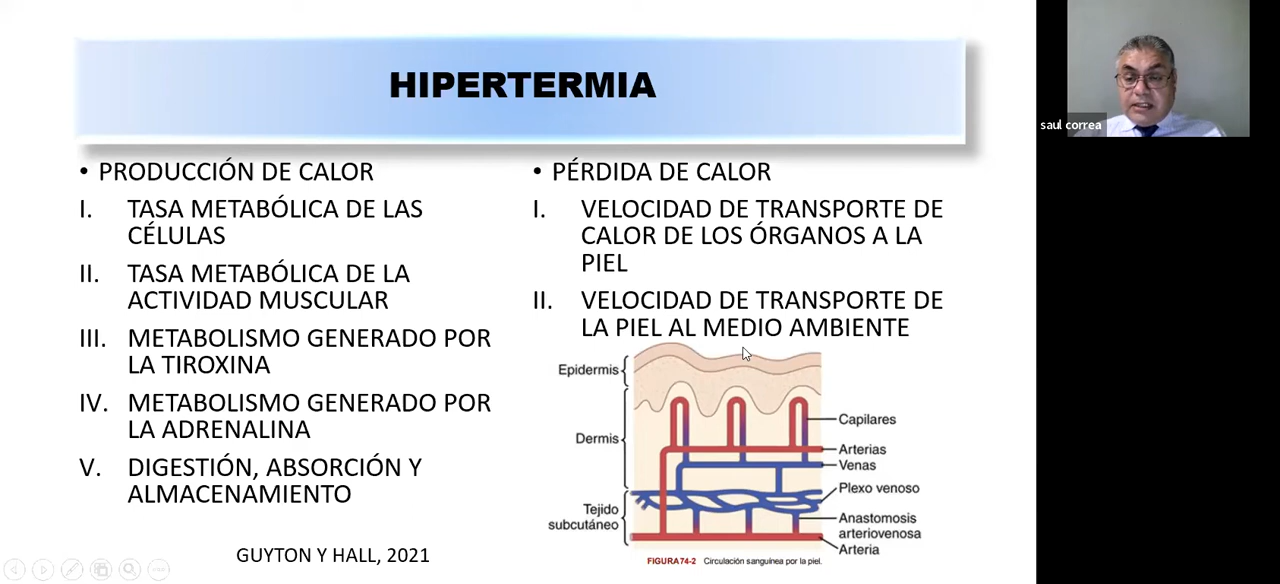 HIPERTERMIA
• PRODUCCIÓN DE CALOR
I. TASA METABÓLICA DE LAS
CÉLULAS
II. TASA METABÓLICA DE LA
ACTIVIDAD MUSCULAR
III. METABOLISMO GENERADO POR
LA TIROXINA
IV. METABOLISMO GENERADO POR
LA ADRENALINA
V. DIGESTIÓN, ABSORCIÓN Y
ALMACENAMIENTO
GUYTON Y HALL, 2021
• PÉRDIDA DE CALOR
I. VELOCIDAD DE TRANSPORTE DE
CALOR DE LOS ÓRGANOS A LA
PIEL
II. VELOCIDAD DE TRANSPORTE DE
LA PIEL AL MEDIO AMBIENTE
Epidermis
Dermis
Tejido
subcutáneo
Capilares
Arterias
Venas
Plexo venoso
Anastomosis
arteriovenosa
Arteria
FIGURA 74-2 Circulación sanguínea por la piel.
saul correa